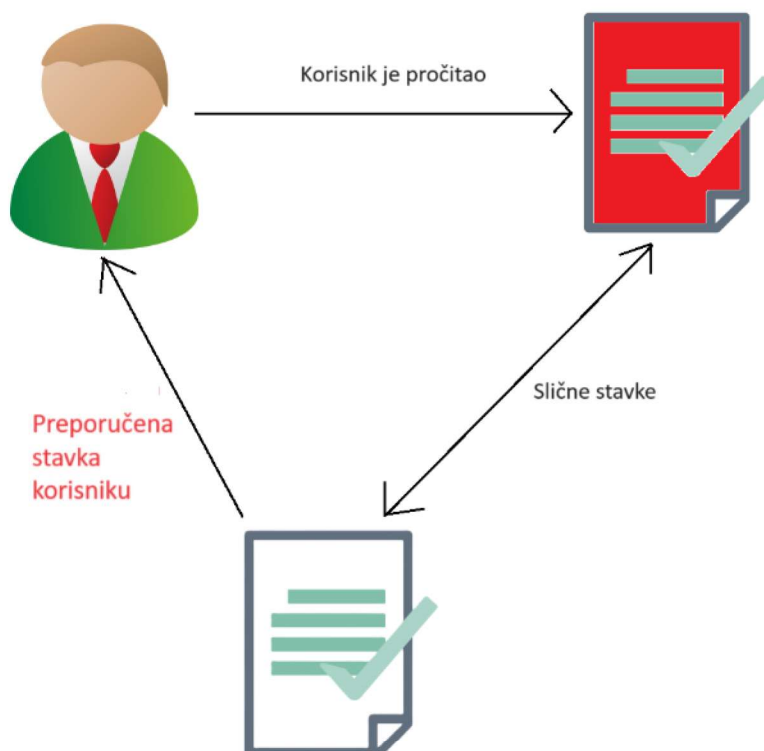 Korisnik je pročitao
Slične stavke
Preporučena
stavka
korisniku